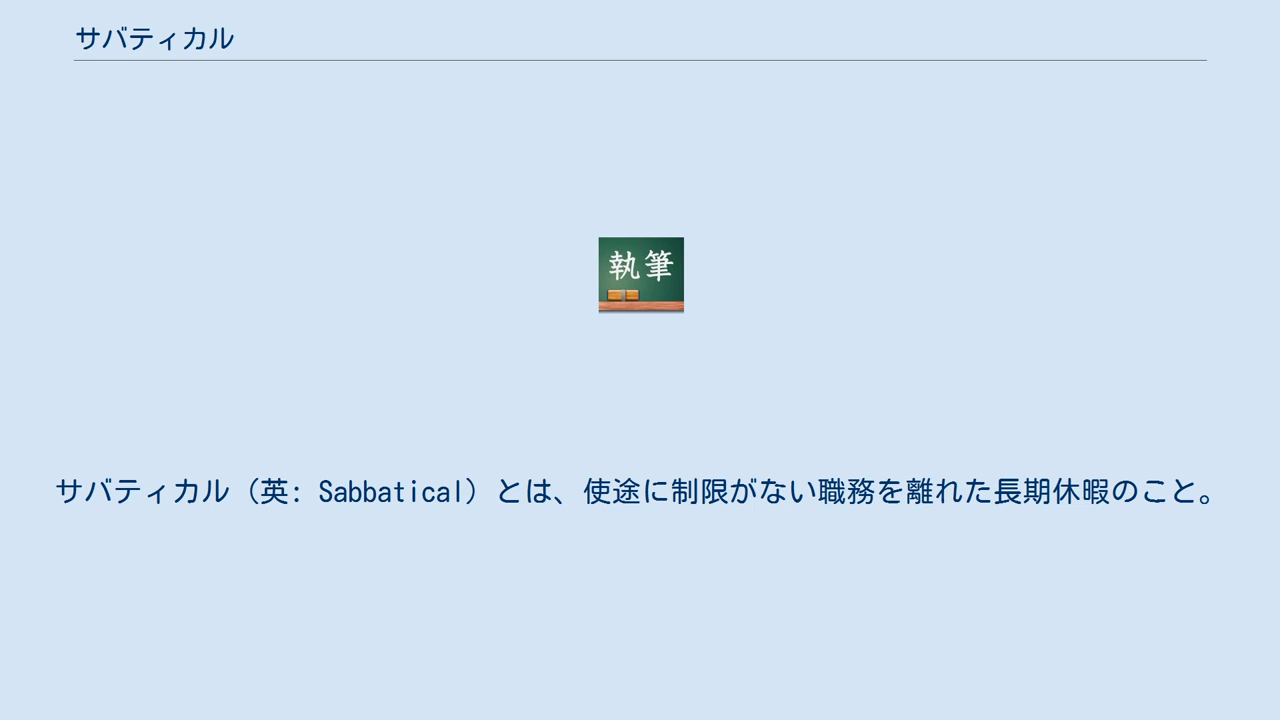 サバティカル
執筆
サバティカル（英: Sabbatical）とは、使途に制限がない職務を離れた長期休暇のこと。